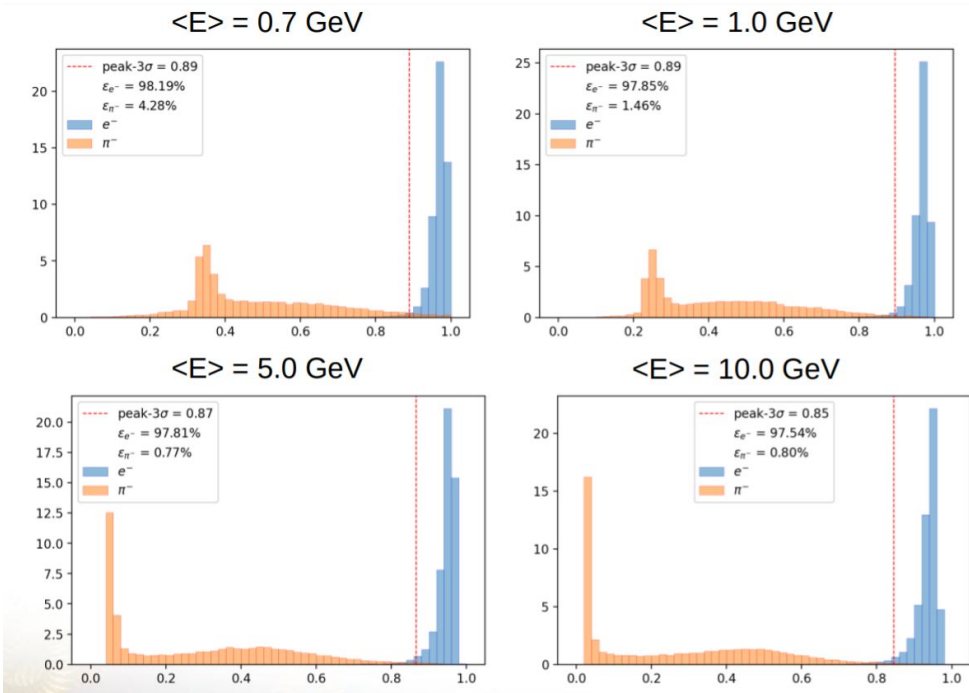 <E> = 0.7 GeV
peak-3σ = 0.89
ε_e⁻ = 98.19%
ε_π⁻ = 4.28%
e⁻
π⁻
20
15
10
5
0
0.0 0.2 0.4 0.6 0.8 1.0
<E> = 1.0 GeV
peak-3σ = 0.89
ε_e⁻ = 97.85%
ε_π⁻ = 1.46%
e⁻
π⁻
25
20
15
10
5
0
0.0 0.2 0.4 0.6 0.8 1.0
<E> = 5.0 GeV
peak-3σ = 0.87
ε_e⁻ = 97.81%
ε_π⁻ = 0.77%
e⁻
π⁻
20.0
17.5
15.0
12.5
10.0
7.5
5.0
2.5
0.0
0.0 0.2 0.4 0.6 0.8 1.0
<E> = 10.0 GeV
peak-3σ = 0.85
ε_e⁻ = 97.54%
ε_π⁻ = 0.80%
e⁻
π⁻
20
15
10
5
0
0.0 0.2 0.4 0.6 0.8 1.0